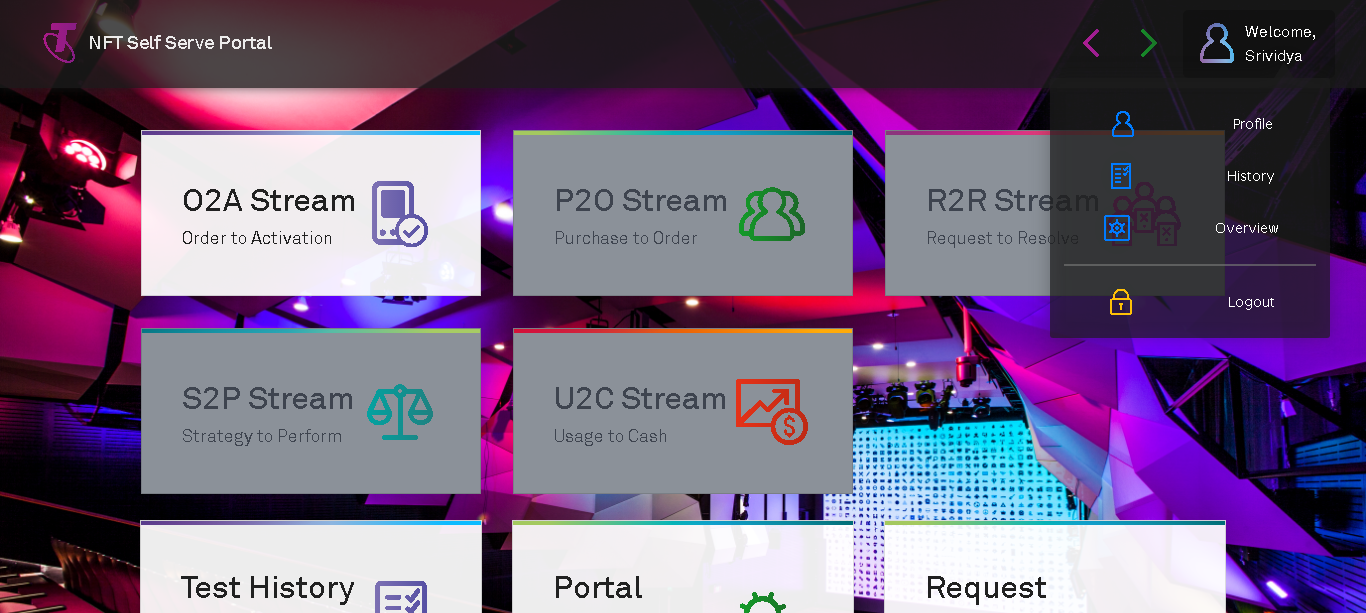 NFT Self Serve Portal
Welcome,
Srividya
Profile
History
Overview
Logout
O2A Stream
Order to Activation
P2O Stream
Purchase to Order
R2R Stream
Request to Resolve
S2P Stream
Strategy to Perform
U2C Stream
Usage to Cash
Test History
Portal
Request